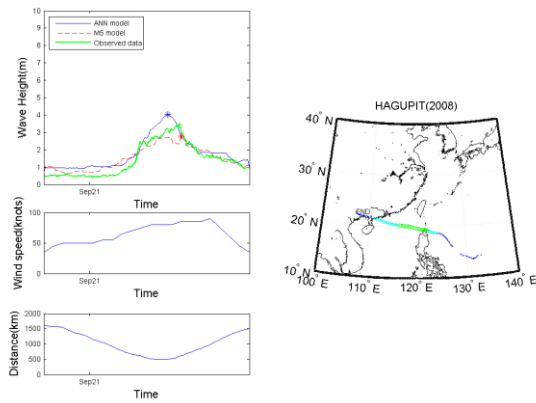 10
9
8
7
6
5
4
3
2
1
0
Wave Height(m)
ANN model
M5 model
Observed data
Sep21
Time
100
50
0
Wind speed(knots)
Sep21
Time
2000
1500
1000
500
0
Distance(km)
Sep21
Time
HAGUPIT(2008)
40° N
30° N
20° N
10° N
END
110° E
120° E
130° E
140° E